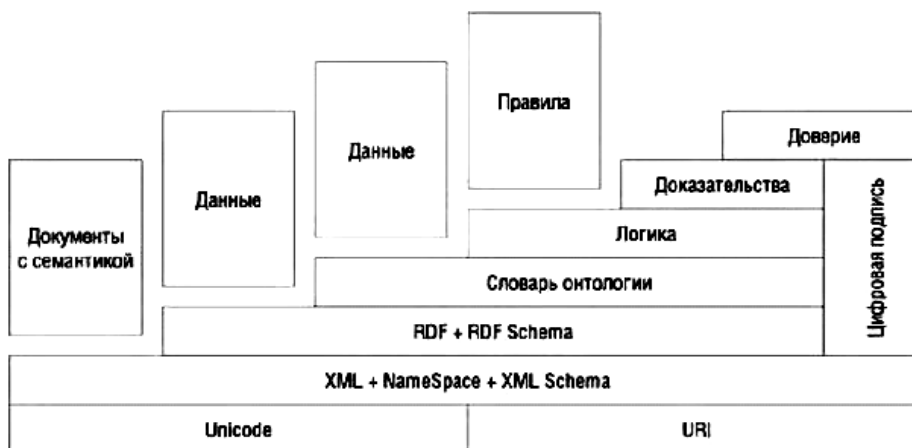 Правила
Доверие
Данные
Доказательства
Данные
Документы
с семантикой
Логика
Цифровая подпись
Словарь онтологии
RDF + RDF Schema
XML + NameSpace + XML Schema
Unicode
URI